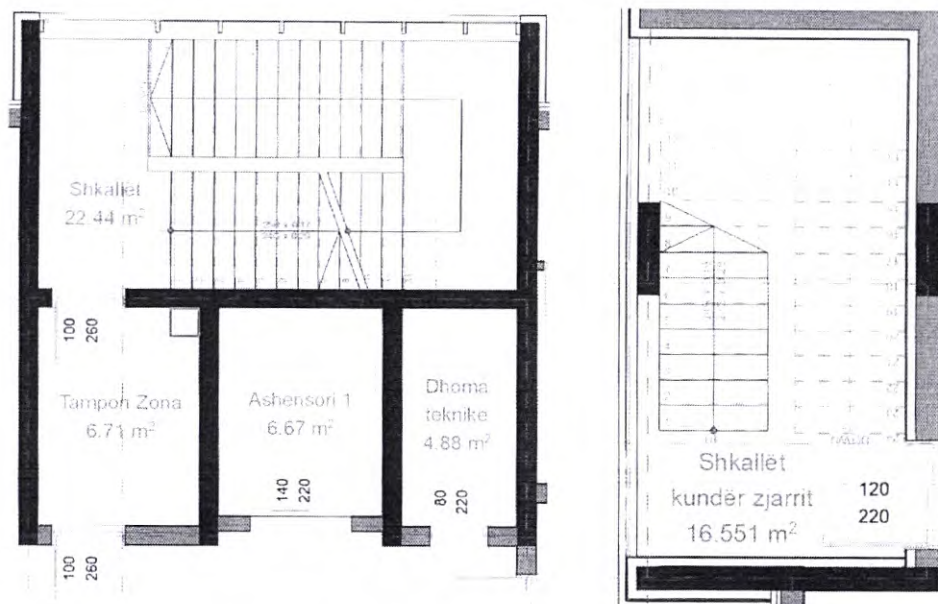 Shkallët
22.44 m²
100
260
Tampon Zona
6.71 m²
Ashensori 1
6.67 m²
140
220
Dhoma
teknike
4.88 m²
80
220
100
260
Shkallët
kundër zjarrit
16.551 m²
120
220